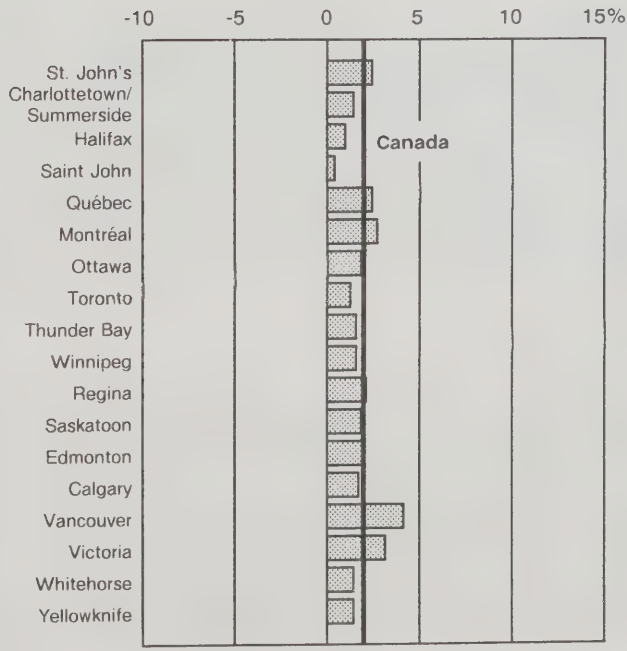 -10 -5 0 5 10 15%
St. John's
Charlottetown/
Summerside
Halifax
Canada
Saint John
Québec
Montréal
Ottawa
Toronto
Thunder Bay
Winnipeg
Regina
Saskatoon
Edmonton
Calgary
Vancouver
Victoria
Whitehorse
Yellowknife